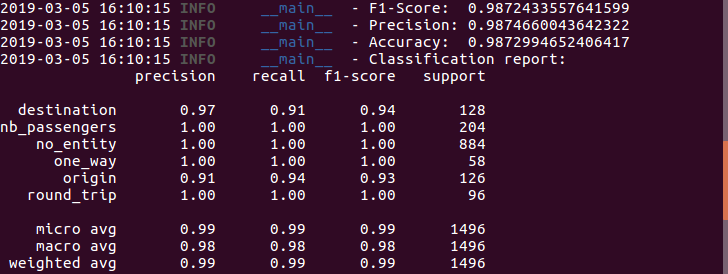 2019-03-05 16:10:15 INFO __main__ - F1-Score: 0.9872433557641599
2019-03-05 16:10:15 INFO __main__ - Precision: 0.9874660043642322
2019-03-05 16:10:15 INFO __main__ - Accuracy: 0.9872994652406417
2019-03-05 16:10:15 INFO __main__ - Classification report:
precision recall f1-score support
destination 0.97 0.91 0.94 128
nb_passengers 1.00 1.00 1.00 204
no_entity 1.00 1.00 1.00 884
one_way 1.00 1.00 1.00 58
origin 0.91 0.94 0.93 126
round_trip 1.00 1.00 1.00 96
micro avg 0.99 0.99 0.99 1496
macro avg 0.98 0.98 0.98 1496
weighted avg 0.99 0.99 0.99 1496